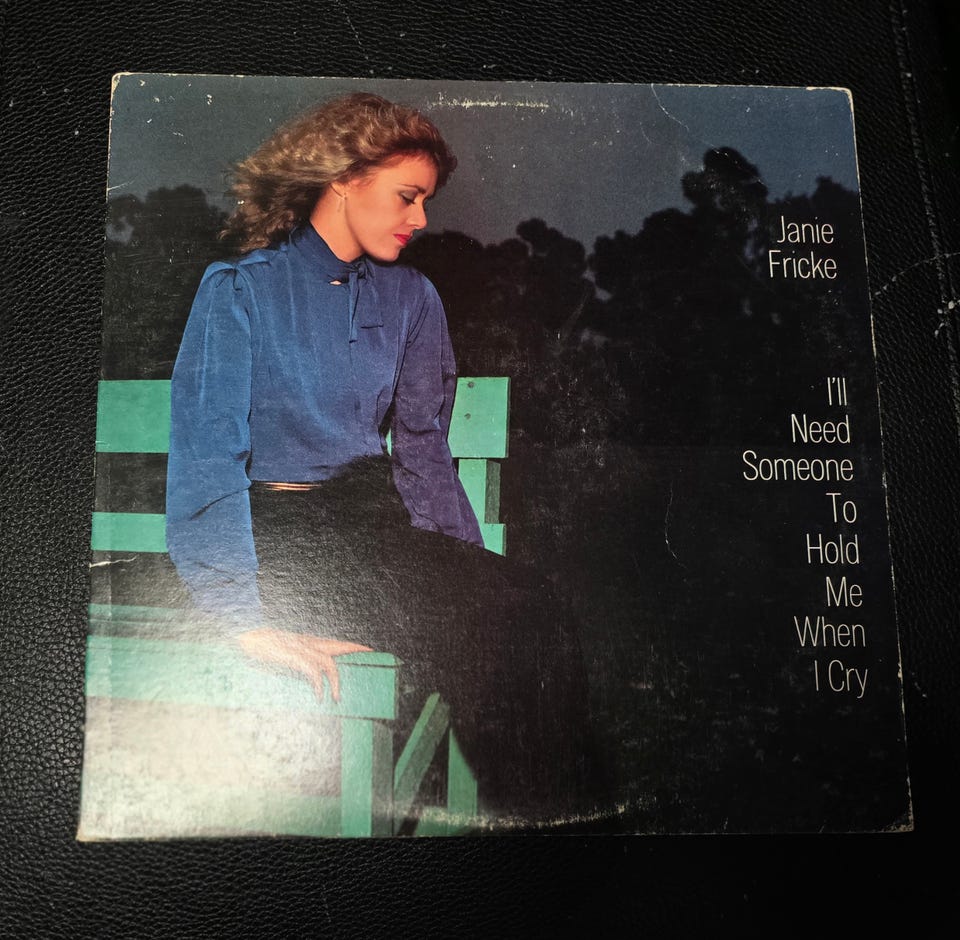 Janie
Fricke
I'll
Need
Someone
To
Hold
Me
When
I Cry